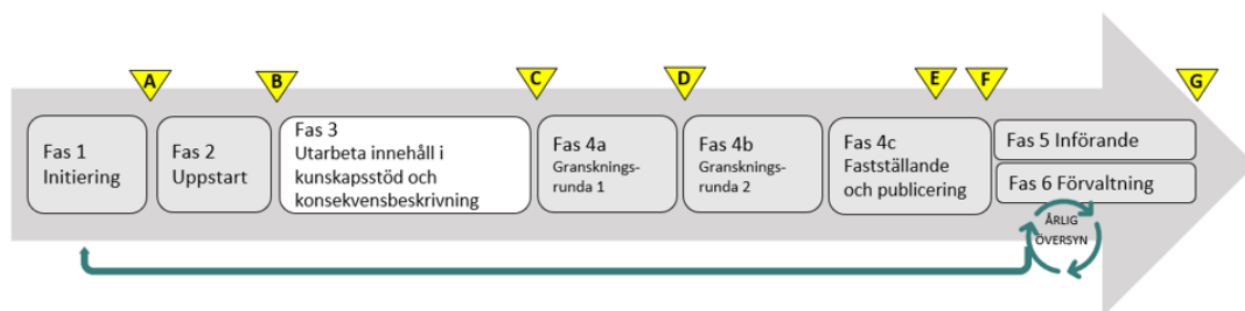 A
B
C
D
E
F
G
Fas 1
Initiering
Fas 2
Uppstart
Fas 3
Utarbeta innehåll i
kunskapsstöd och
konsekvensbeskrivning
Fas 4a
Gransknings-
runda 1
Fas 4b
Gransknings-
runda 2
Fas 4c
Fastställande
och publicering
Fas 5 Införande
Fas 6 Förvaltning
ÅRLIG
ÖVERSYN